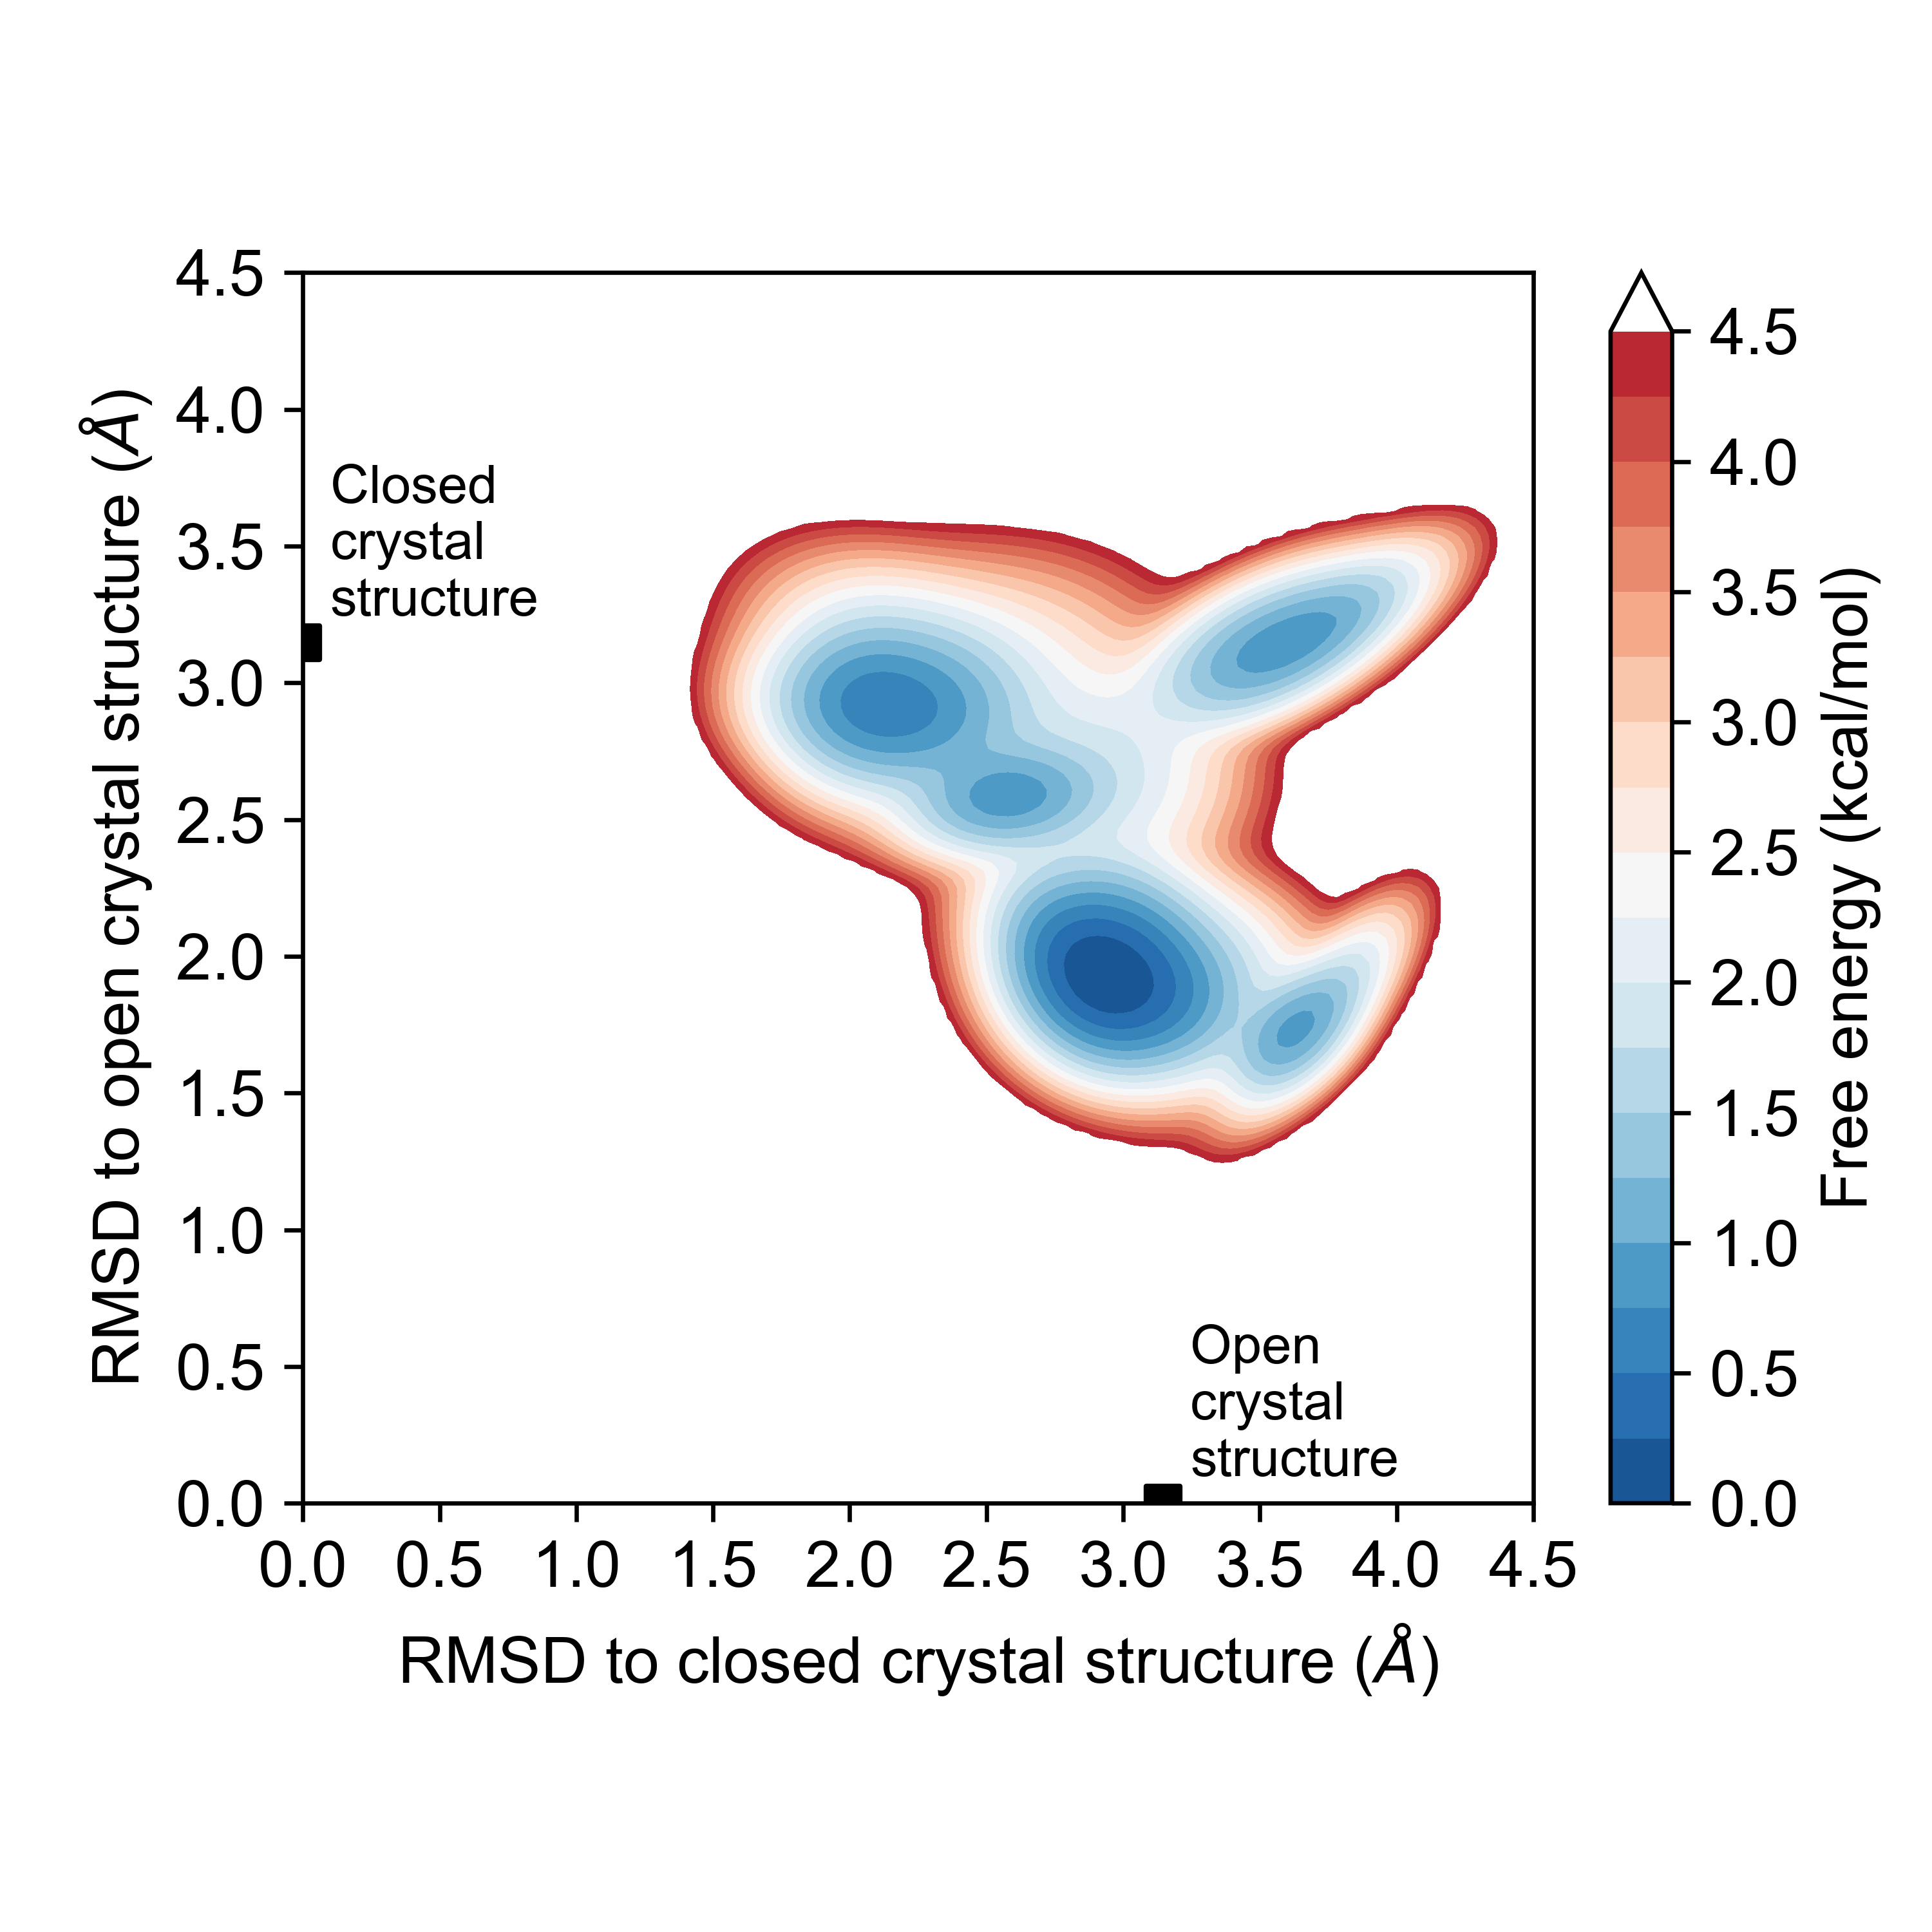 RMSD to open crystal structure (Å)
4.5
4.0
3.5
3.0
2.5
2.0
1.5
1.0
0.5
0.0
Closed
crystal
structure
Open
crystal
structure
0.0 0.5 1.0 1.5 2.0 2.5 3.0 3.5 4.0 4.5
RMSD to closed crystal structure (Å)
4.5
4.0
3.5
3.0
2.5
2.0
1.5
1.0
0.5
0.0
Free energy (kcal/mol)